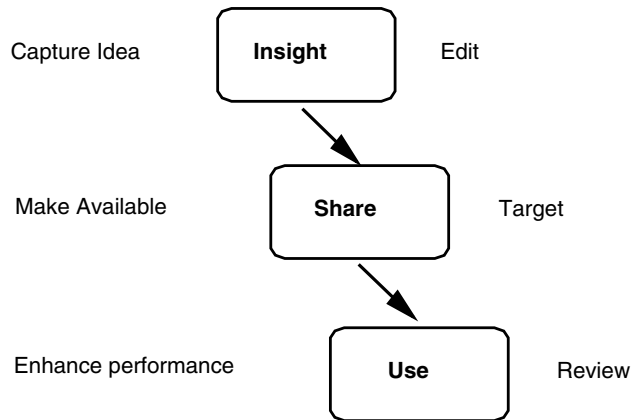 Capture Idea Insight Edit
Make Available Share Target
Enhance performance Use Review